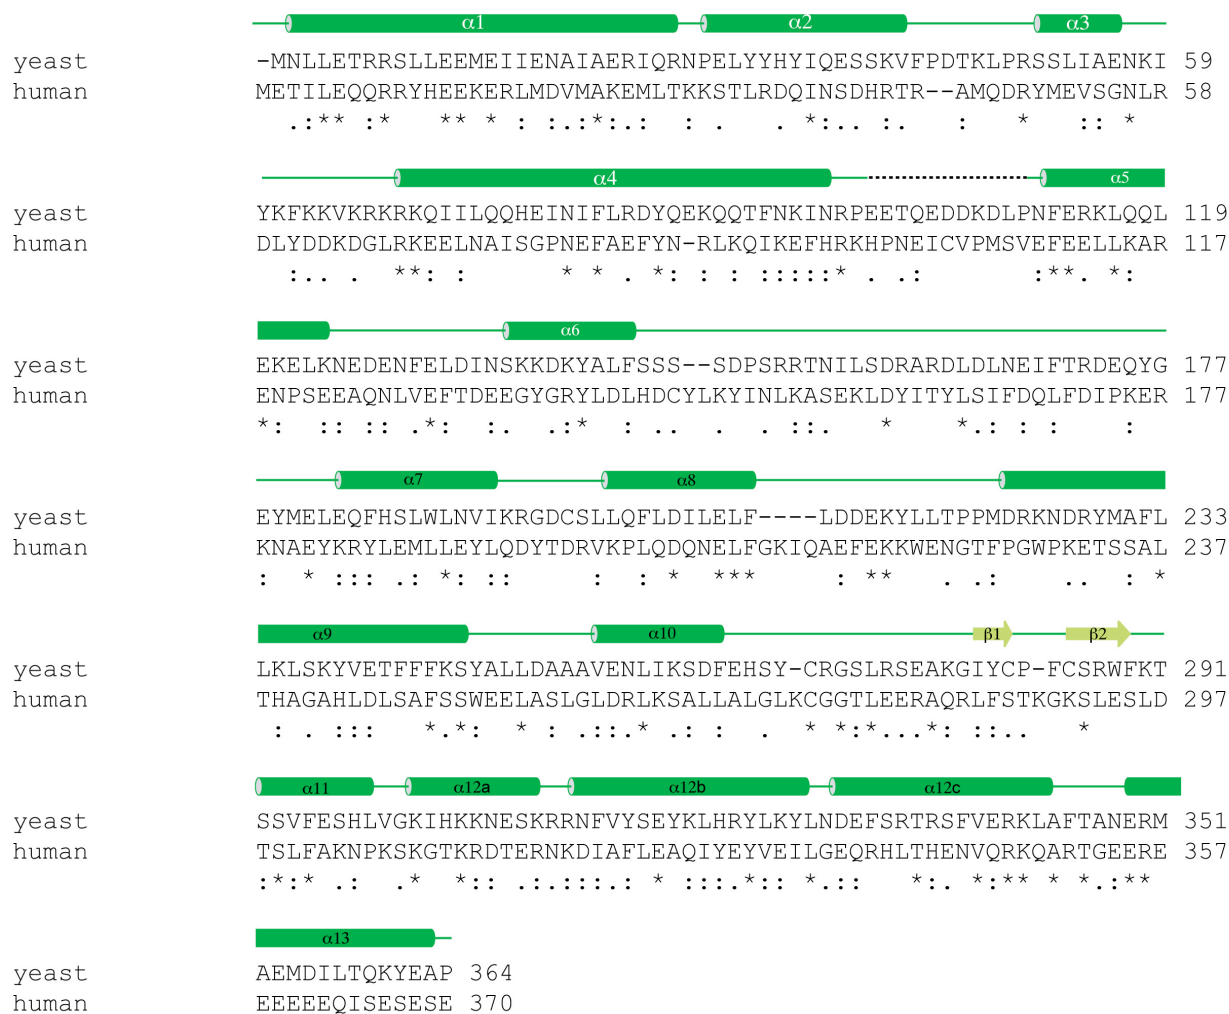 α1 α2 α3
yeast -MNLLETRRSLLEEMEIIENAIAERIQRNPELYYHYIQESSKVFPDTKLPRSSLIAENKI 59
human METILEQQRRYHEEKERLMDVMAKEMLTKKSTLRDQINSDHRTR--AMQDRYMEVSGNLR 58
.:** :* ** * : :.:*:.: : . . *:.. :. : * :: *
α4 α5
yeast YKFKKVKRKRKQIILQQHEINIFLRDYQEKQQTFNKINRPEETQEDDKDLPNFERKLQQL 119
human DLYDDKDGLRKEELNAISGPNEFAEFYN-RLKQIKEFHRKHPNEICVPMSVEFEELLKAR 117
:.. . **: : * * . *: : : :::::* . .: :**. *:
α6
yeast EKELKNEDENFELDINSKKDKYALFSSS--SDPSRRTNILSDRARDLDLNEIFTRDEQYG 177
human ENPSEEAQNLVEFTDEEGYGRYLDLHDCYLKYINLKASEKLDYITYLSIFDQLFDIPKER 177
*: :: :: .*: :. .:* : .. . . ::. * *.: : : :
α7 α8
yeast EYMELEQFHSLWLNVIKRGDCSLLQFLDILELF----LDDEKYLLTPPMDRKNDRYMAFL 233
human KNAEYKRYLEMLLEYLQDYTDRVKPLQDQNELFGKIQAEFEKKWENGTFPGWPKETSSAL 237
: * ::: .: *: :: : : * *** : ** . .: .. : *
α9 α10 β1 β2
yeast LKLSKYVETFFFKSYALLDAAAVENLIKSDFEHSY-CRGSLRSEAKGIYCP-FCSRWFKT 291
human THAGAHLDLSAFSSWEELASLGLDRLKSALLALGLKCGGTLEERAQRLFSTKGKSLESLD 297
: . ::: *.*: * : .::.* .: : . * *:*..*: ::.. *
α11 α12a α12b α12c
yeast SSVFESHLVGKIHKKNESKRRNFVYSEYKLHRYLKYLNDEFSRTRSFVERKLAFTANERM 351
human TSLFAKNPKSKGTKRDTERNKDIAFLEAQIYEYVEILGEQRHLTHENVQRKQARTGEERE 357
:*:* .: .* *:: .:.::.: * ::.*:: *.:: *:. *:** * *.:**
α13
yeast AEMDILTQKYEAP 364
human EEEEEQISESESE 370